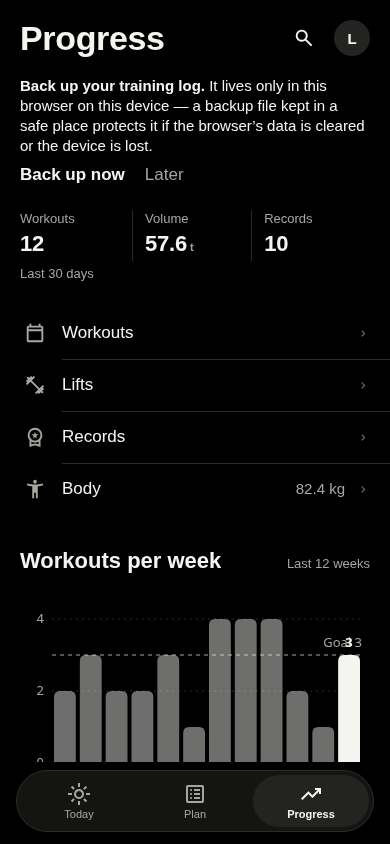 Progress
L
Back up your training log. It lives only in this
browser on this device — a backup file kept in a
safe place protects it if the browser’s data is cleared
or the device is lost.
Back up now Later
Workouts Volume Records
12 57.6 t 10
Last 30 days
Workouts
Lifts
Records
Body 82.4 kg
Workouts per week Last 12 weeks
4
Goal 3
3
2
0
Today Plan Progress